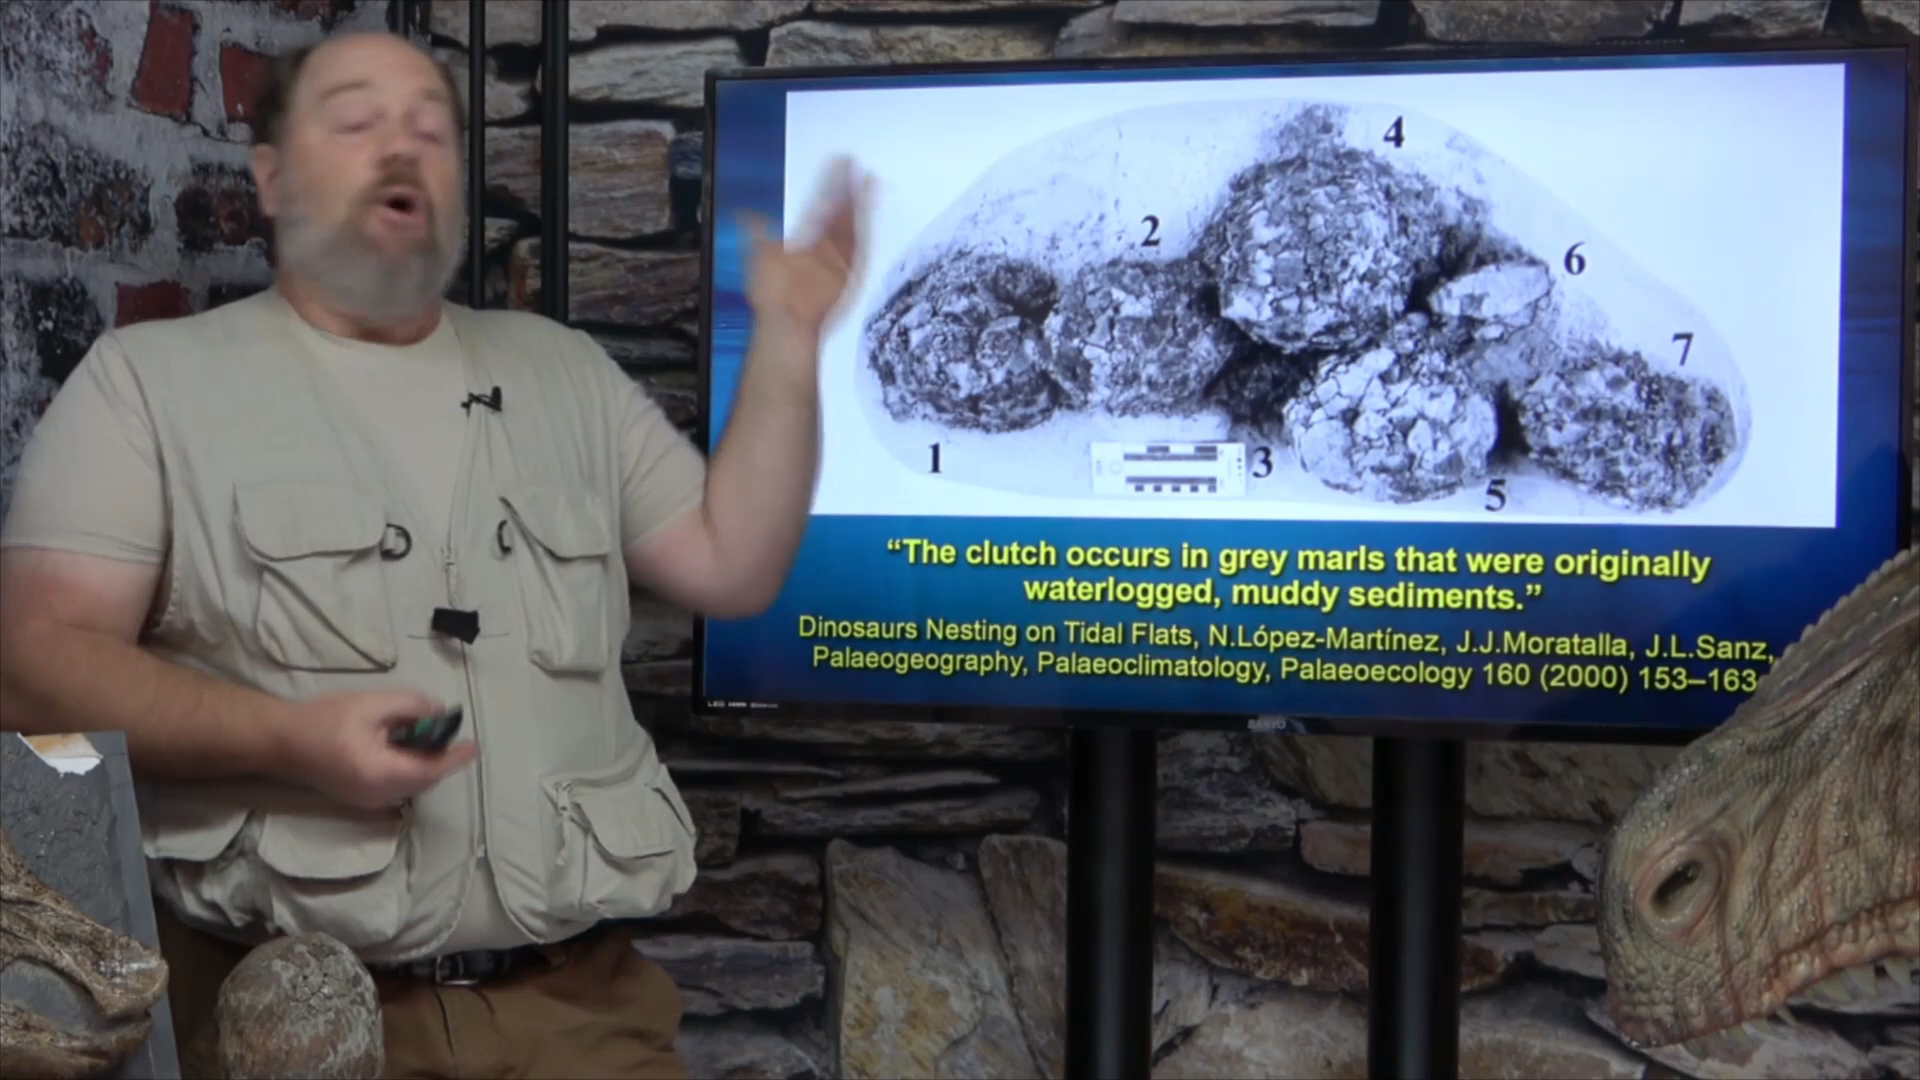 4
2
6
7
1
3
5
“The clutch occurs in grey marls that were originally
waterlogged, muddy sediments.”
Dinosaurs Nesting on Tidal Flats, N.López-Martínez, J.J.Moratalla, J.L.Sanz,
Palaeogeography, Palaeoclimatology, Palaeoecology 160 (2000) 153–163
SANYO